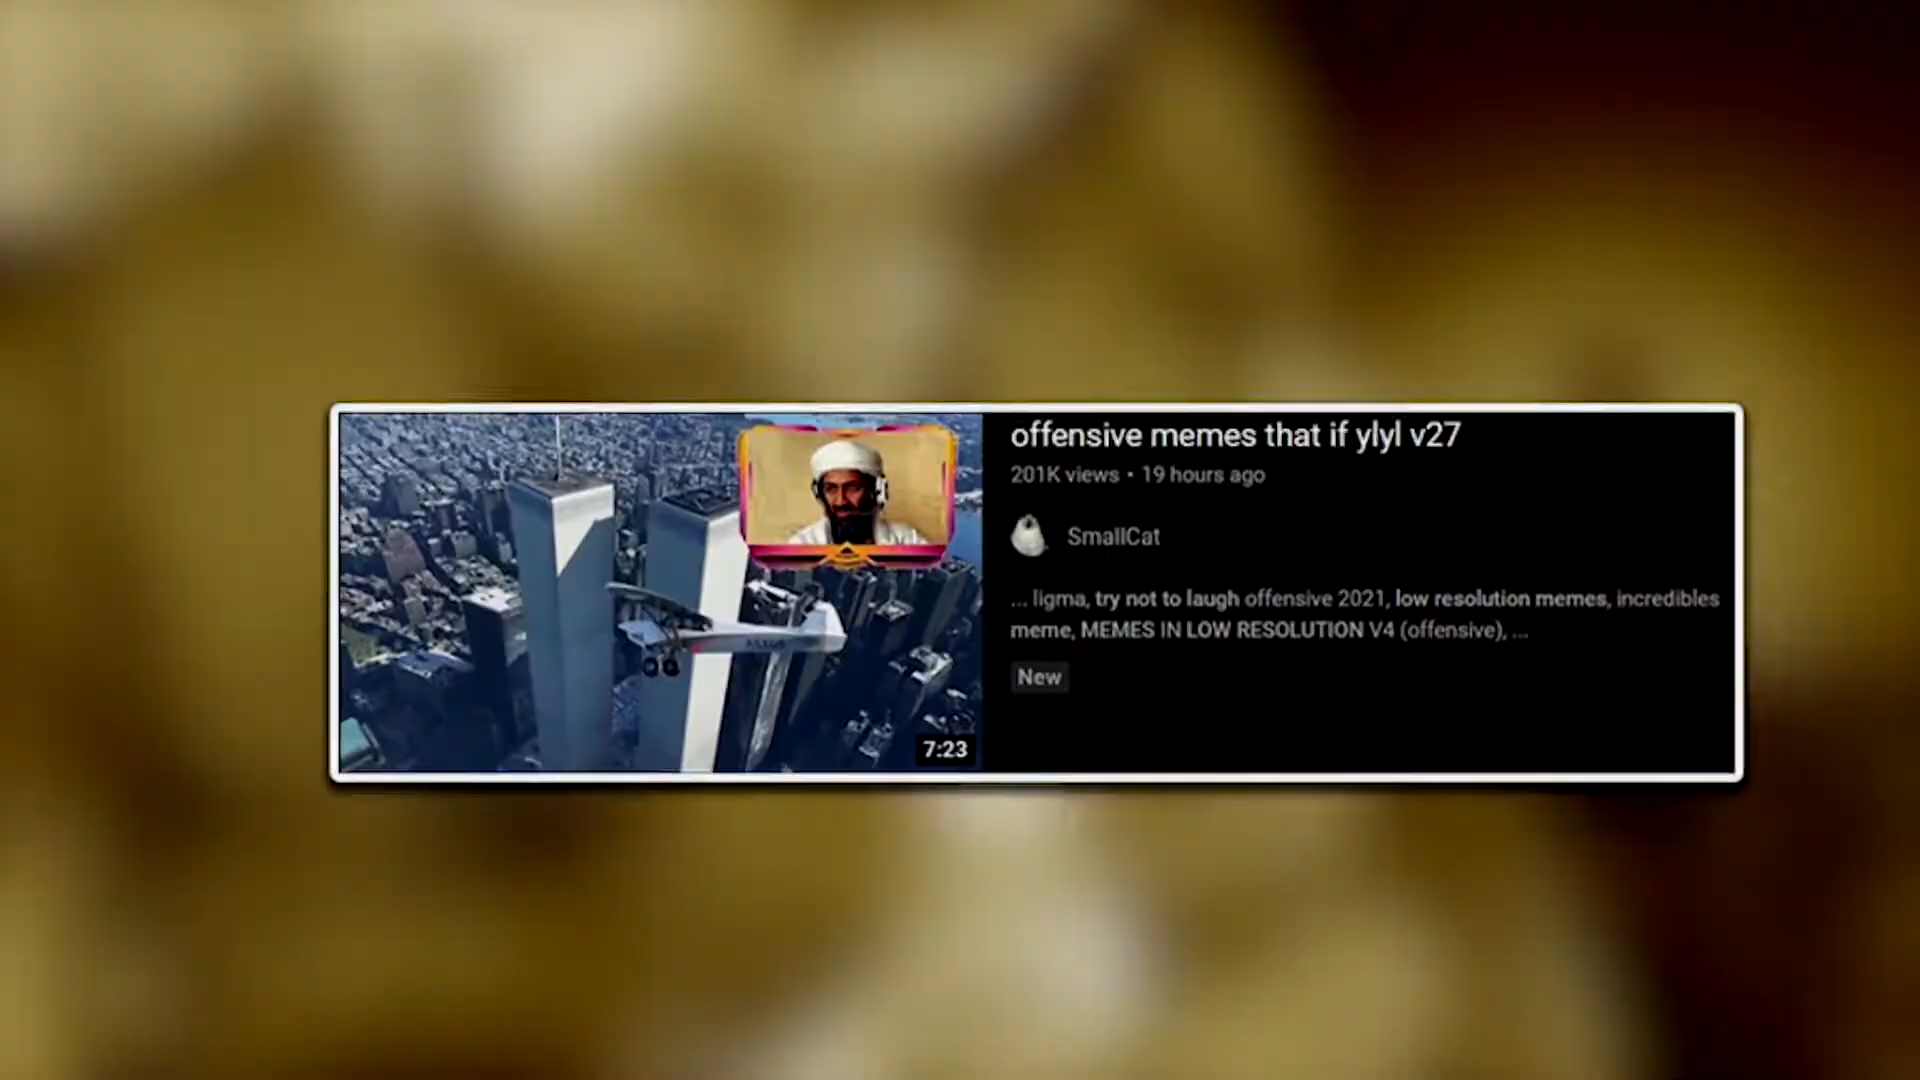 offensive memes that if ylyl v27
201K views • 19 hours ago
SmallCat
... ligma, try not to laugh offensive 2021, low resolution memes, incredibles
meme, MEMES IN LOW RESOLUTION V4 (offensive), ...
New
7:23